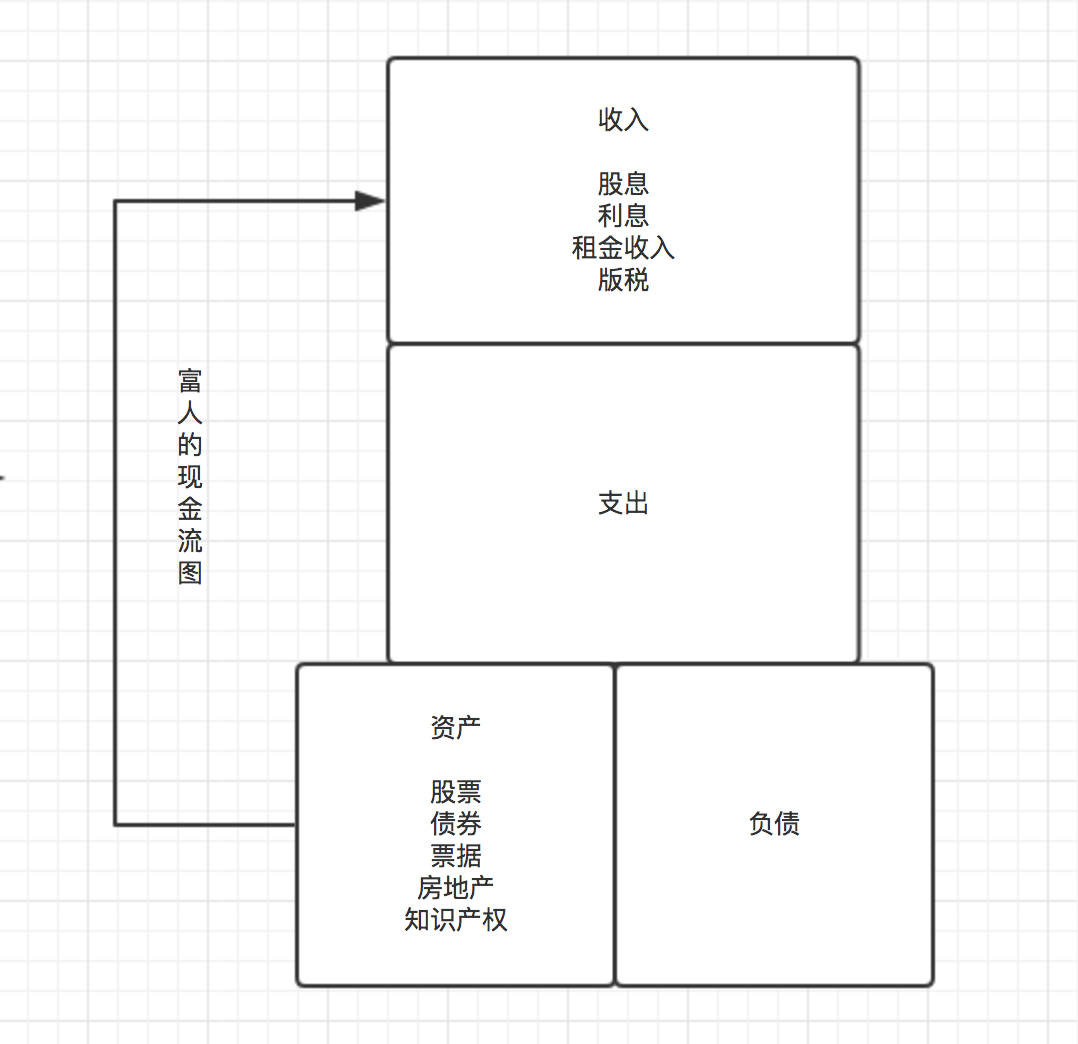 收入
股息
利息
租金收入
版税
富人的现金流图
支出
资产
股票
债券
票据
房地产
知识产权
负债